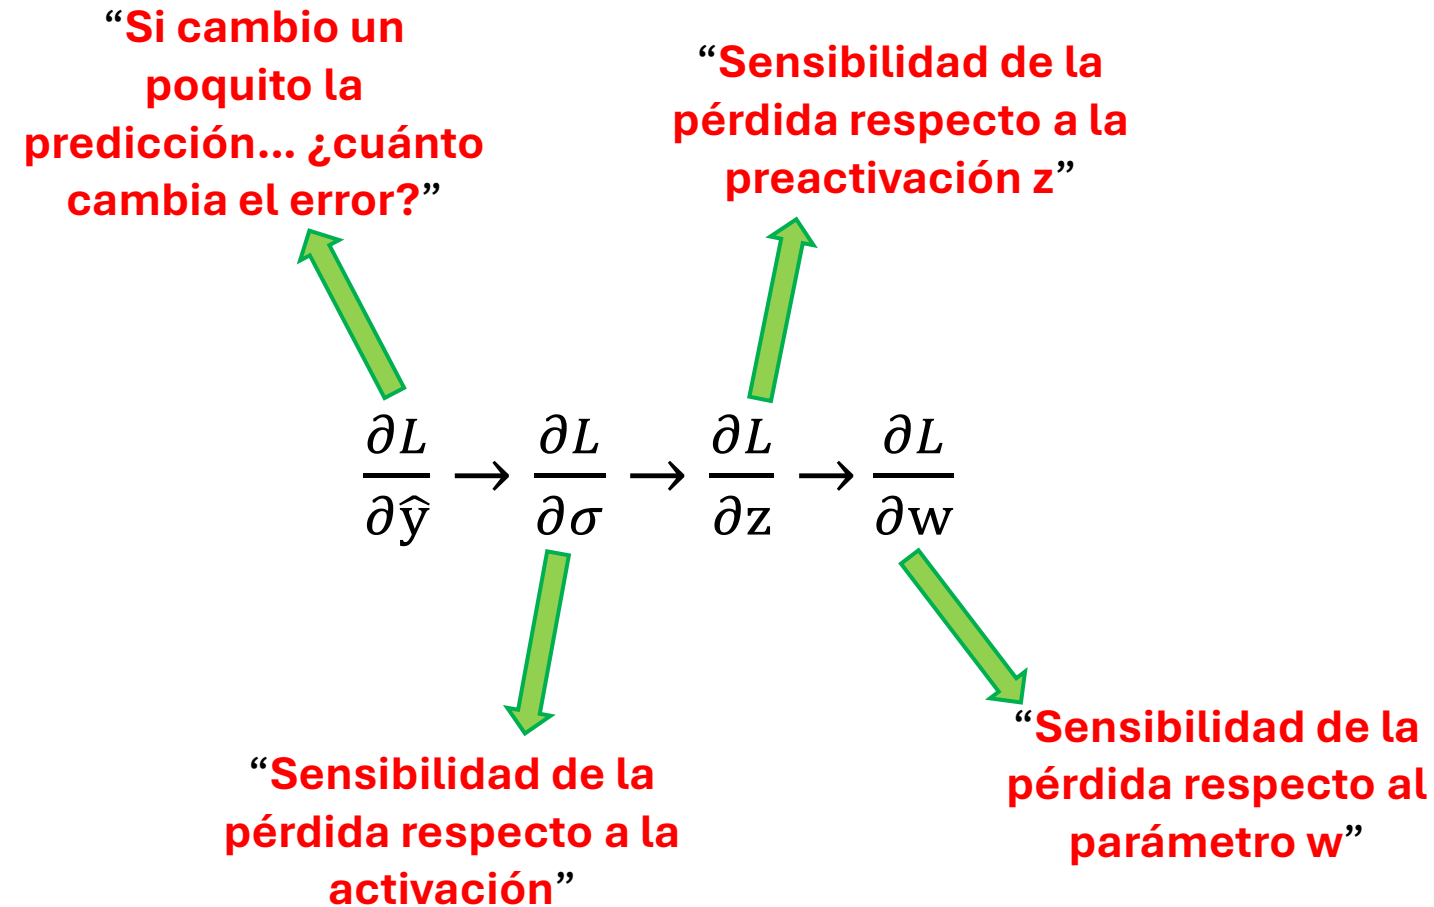 “Si cambio un
poquito la
predicción… ¿cuánto
cambia el error?”
“Sensibilidad de la
pérdida respecto a la
preactivación z”
∂L/∂ŷ → ∂L/∂σ → ∂L/∂z → ∂L/∂w
“Sensibilidad de la
pérdida respecto a la
activación”
“Sensibilidad de la
pérdida respecto al
parámetro w”